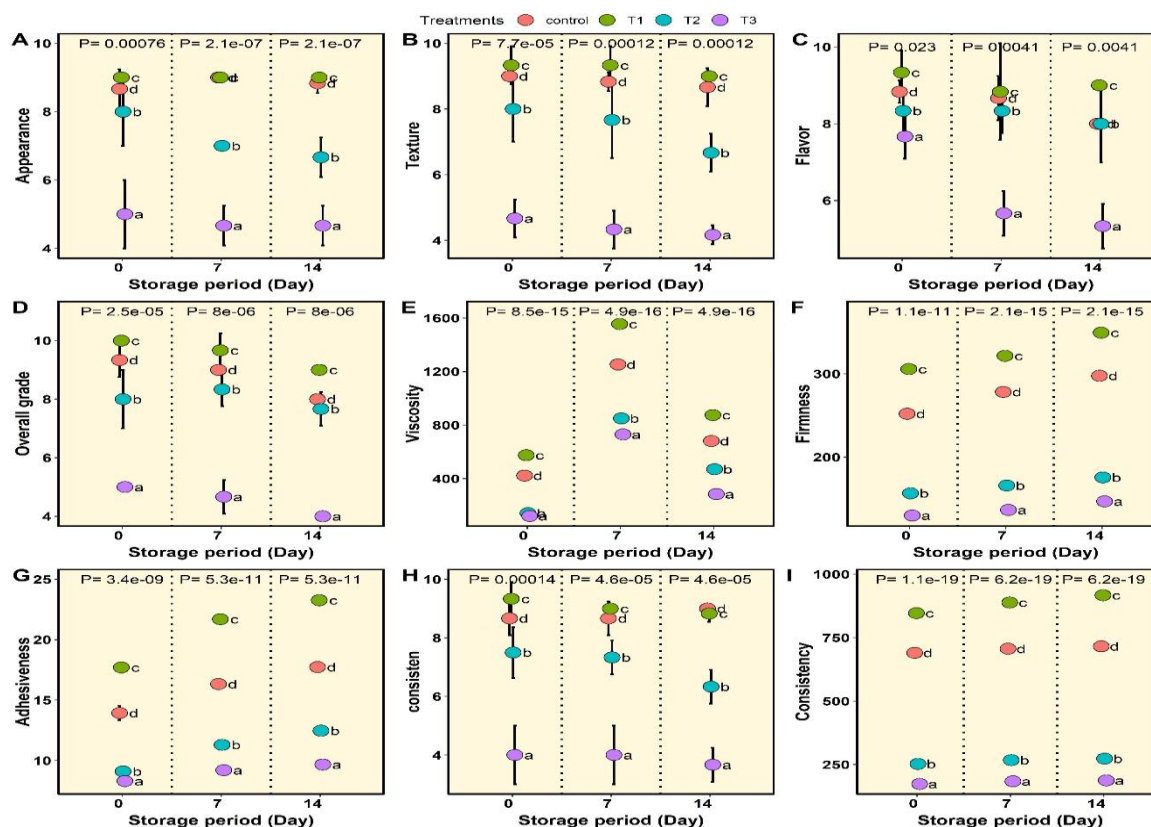 Treatments control T1 T2 T3
A
P= 0.00076 P= 2.1e-07 P= 2.1e-07
Appearance
10
8
6
4
c d b a
d c b a
c d b a
0 7 14
Storage period (Day)
B
P= 7.7e-05 P= 0.00012 P= 0.00012
Texture
10
8
6
4
c d b a
c d b a
c d b a
0 7 14
Storage period (Day)
C
P= 0.023 P= 0.0041 P= 0.0041
Flavor
10
8
6
c d b a
c d b a
c d b a
0 7 14
Storage period (Day)
D
P= 2.5e-05 P= 8e-06 P= 8e-06
Overall grade
10
8
6
4
c d b a
c d b a
c d b a
0 7 14
Storage period (Day)
E
P= 8.5e-15 P= 4.9e-16 P= 4.9e-16
Viscosity
1600
1200
800
400
c d b a
c d b a
c d b a
0 7 14
Storage period (Day)
F
P= 1.1e-11 P= 2.1e-15 P= 2.1e-15
Firmness
300
200
c d b a
c d b a
c d b a
0 7 14
Storage period (Day)
G
P= 3.4e-09 P= 5.3e-11 P= 5.3e-11
Adhesiveness
25
20
15
10
c d b a
c d b a
c d b a
0 7 14
Storage period (Day)
H
P= 0.00014 P= 4.6e-05 P= 4.6e-05
consisten
10
8
6
4
c d b a
c d b a
d c b a
0 7 14
Storage period (Day)
I
P= 1.1e-19 P= 6.2e-19 P= 6.2e-19
Consistency
1000
750
500
250
c d b a
c d b a
c d b a
0 7 14
Storage period (Day)